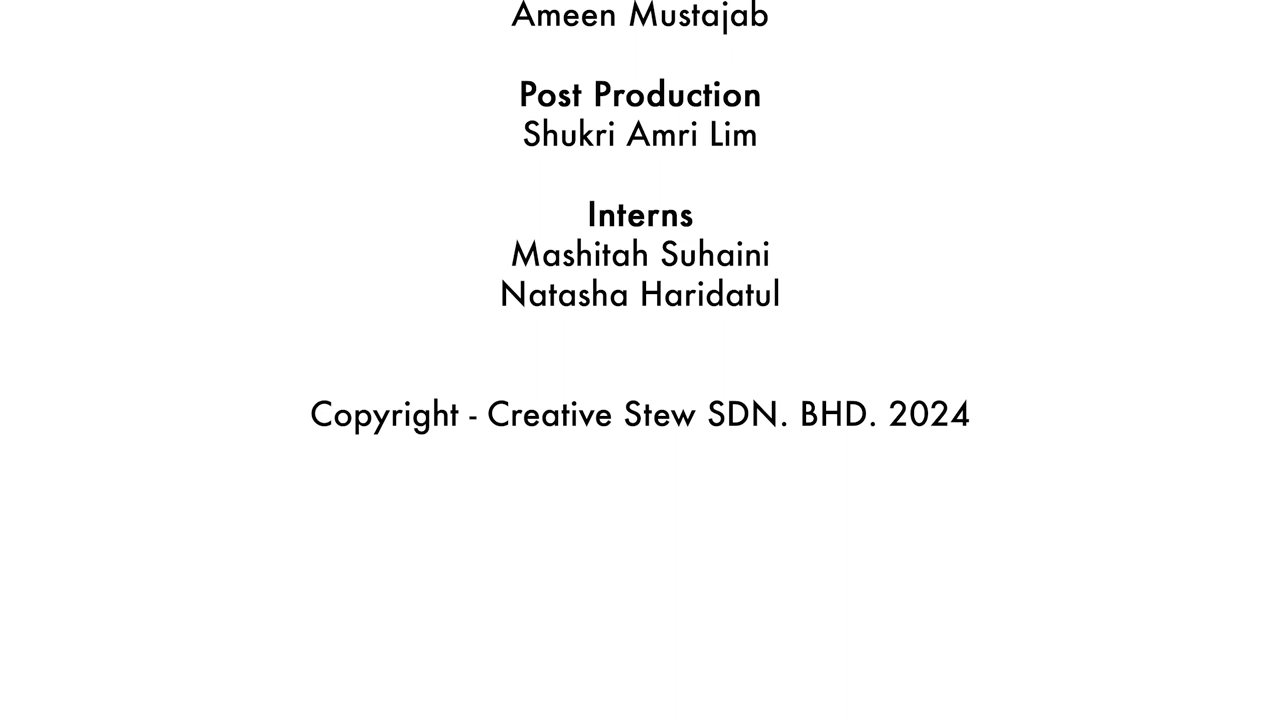 Ameen Mustajab
Post Production
Shukri Amri Lim
Interns
Mashitah Suhaini
Natasha Haridatul
Copyright - Creative Stew SDN. BHD. 2024